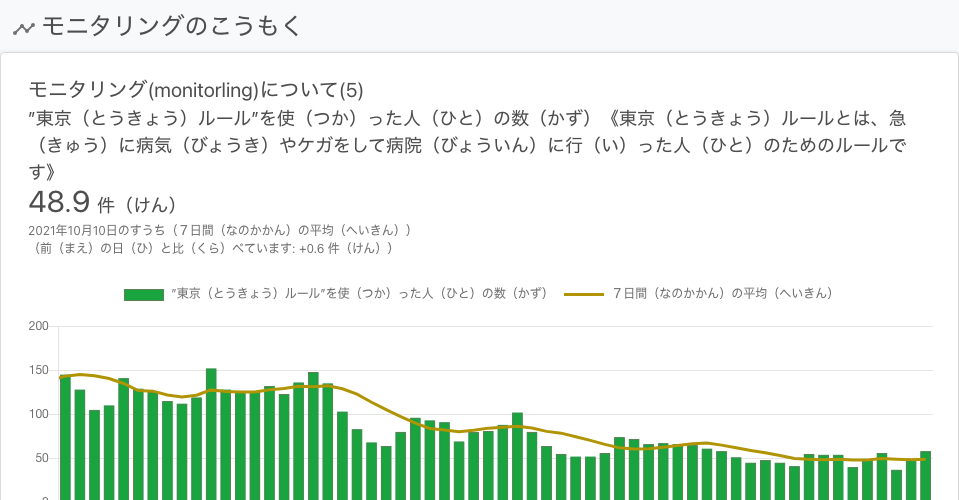 モニタリングのこうもく
モニタリング(monitorling)について(5)
”東京（とうきょう）ルール”を使（つか）った人（ひと）の数（かず）《東京（とうきょう）ルールとは、急
（きゅう）に病気（びょうき）やケガをして病院（びょういん）に行（い）った人（ひと）のためのルールで
す》
48.9 件（けん）
2021年10月10日のすうち（７日間（なのかかん）の平均（へいきん））
（前（まえ）の日（ひ）と比（くら）べています: +0.6 件（けん））
”東京（とうきょう）ルール”を使（つか）った人（ひと）の数（かず） ７日間（なのかかん）の平均（へいきん）
200
150
100
50
0